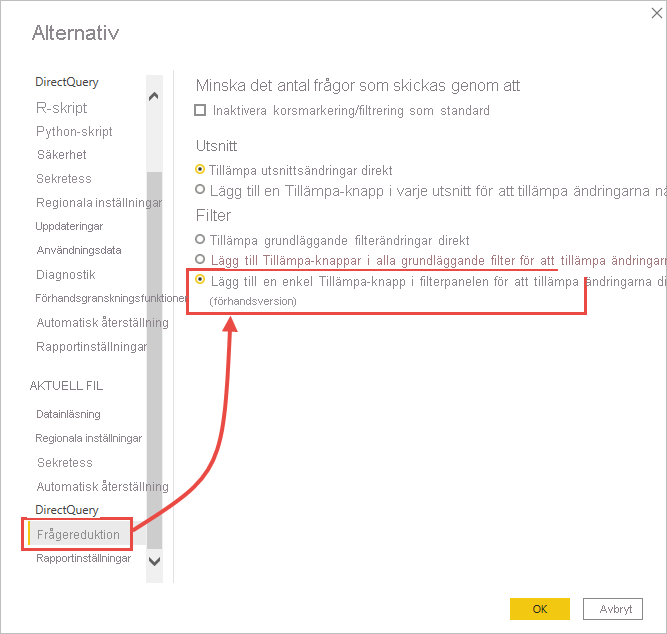 Alternativ
DirectQuery
R-skript
Python-skript
Säkerhet
Sekretess
Regionala inställningar
Uppdateringar
Användningsdata
Diagnostik
Förhandsgranskningsfunktioner
Automatisk återställning
Rapportinställningar
AKTUELL FIL
Datainläsning
Regionala inställningar
Sekretess
Automatisk återställning
DirectQuery
Frågereduktion
Rapportinställningar
Minska det antal frågor som skickas genom att
Inaktivera korsmarkering/filtrering som standard
Utsnitt
Tillämpa utsnittsändringar direkt
Lägg till en Tillämpa-knapp i varje utsnitt för att tillämpa ändringarna
Filter
Tillämpa grundläggande filterändringar direkt
Lägg till Tillämpa-knappar i alla grundläggande filter för att tillämpa
Lägg till en enkel Tillämpa-knapp i filterpanelen för att tillämpa ändringarna
(förhandsversion)
OK
Avbryt